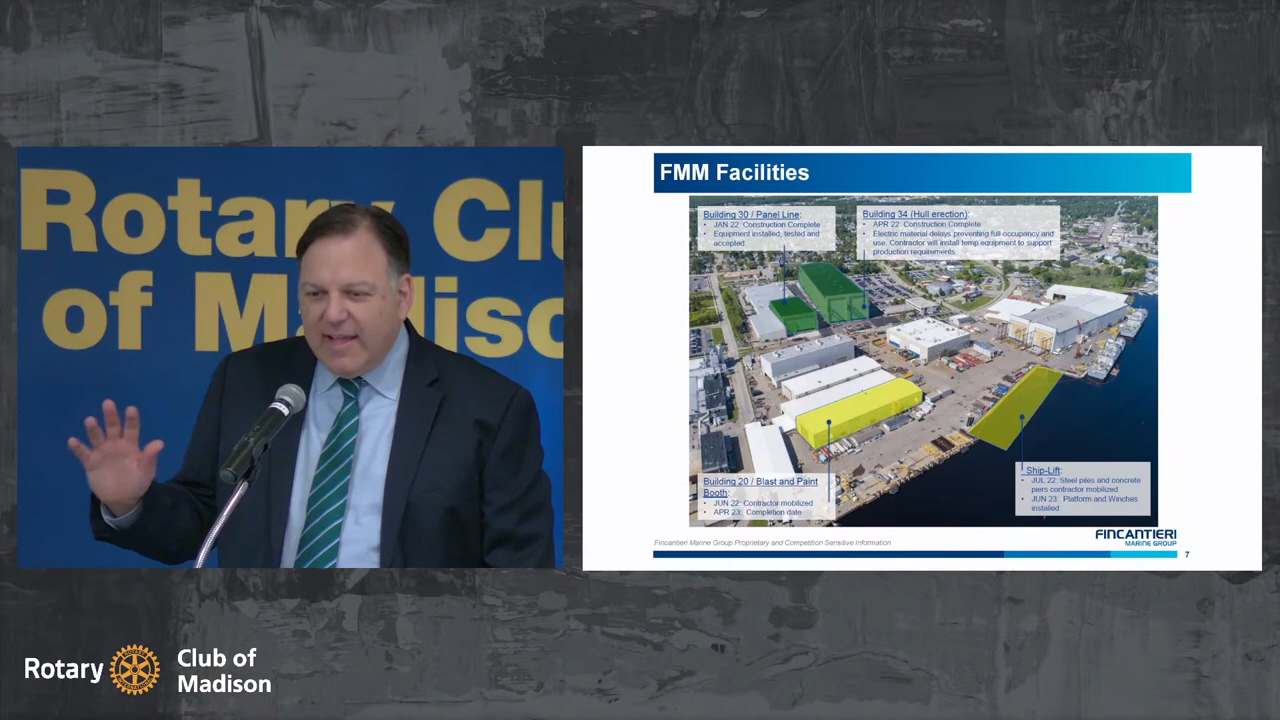 Rotary Clu
of Madiso
FMM Facilities
Building 30 / Panel Line:
• JAN 22: Construction Complete
• Equipment installed, tested and
accepted.
Building 34 (Hull erection):
• APR 22: Construction Complete
• Electric material delays preventing full occupancy and
use. Contractor will install temp equipment to support
production requirements.
Building 20 / Blast and Paint
Booth:
• JUN 22: Contractor mobilized
• APR 23: Completion date
Ship-Lift:
• JUL 22: Steel piles and concrete
piers contractor mobilized
• JUN 23: Platform and Winches
installed
Fincantieri Marine Group Proprietary and Competition Sensitive Information
FINCANTIERI
MARINE GROUP
7
Rotary
Club of
Madison